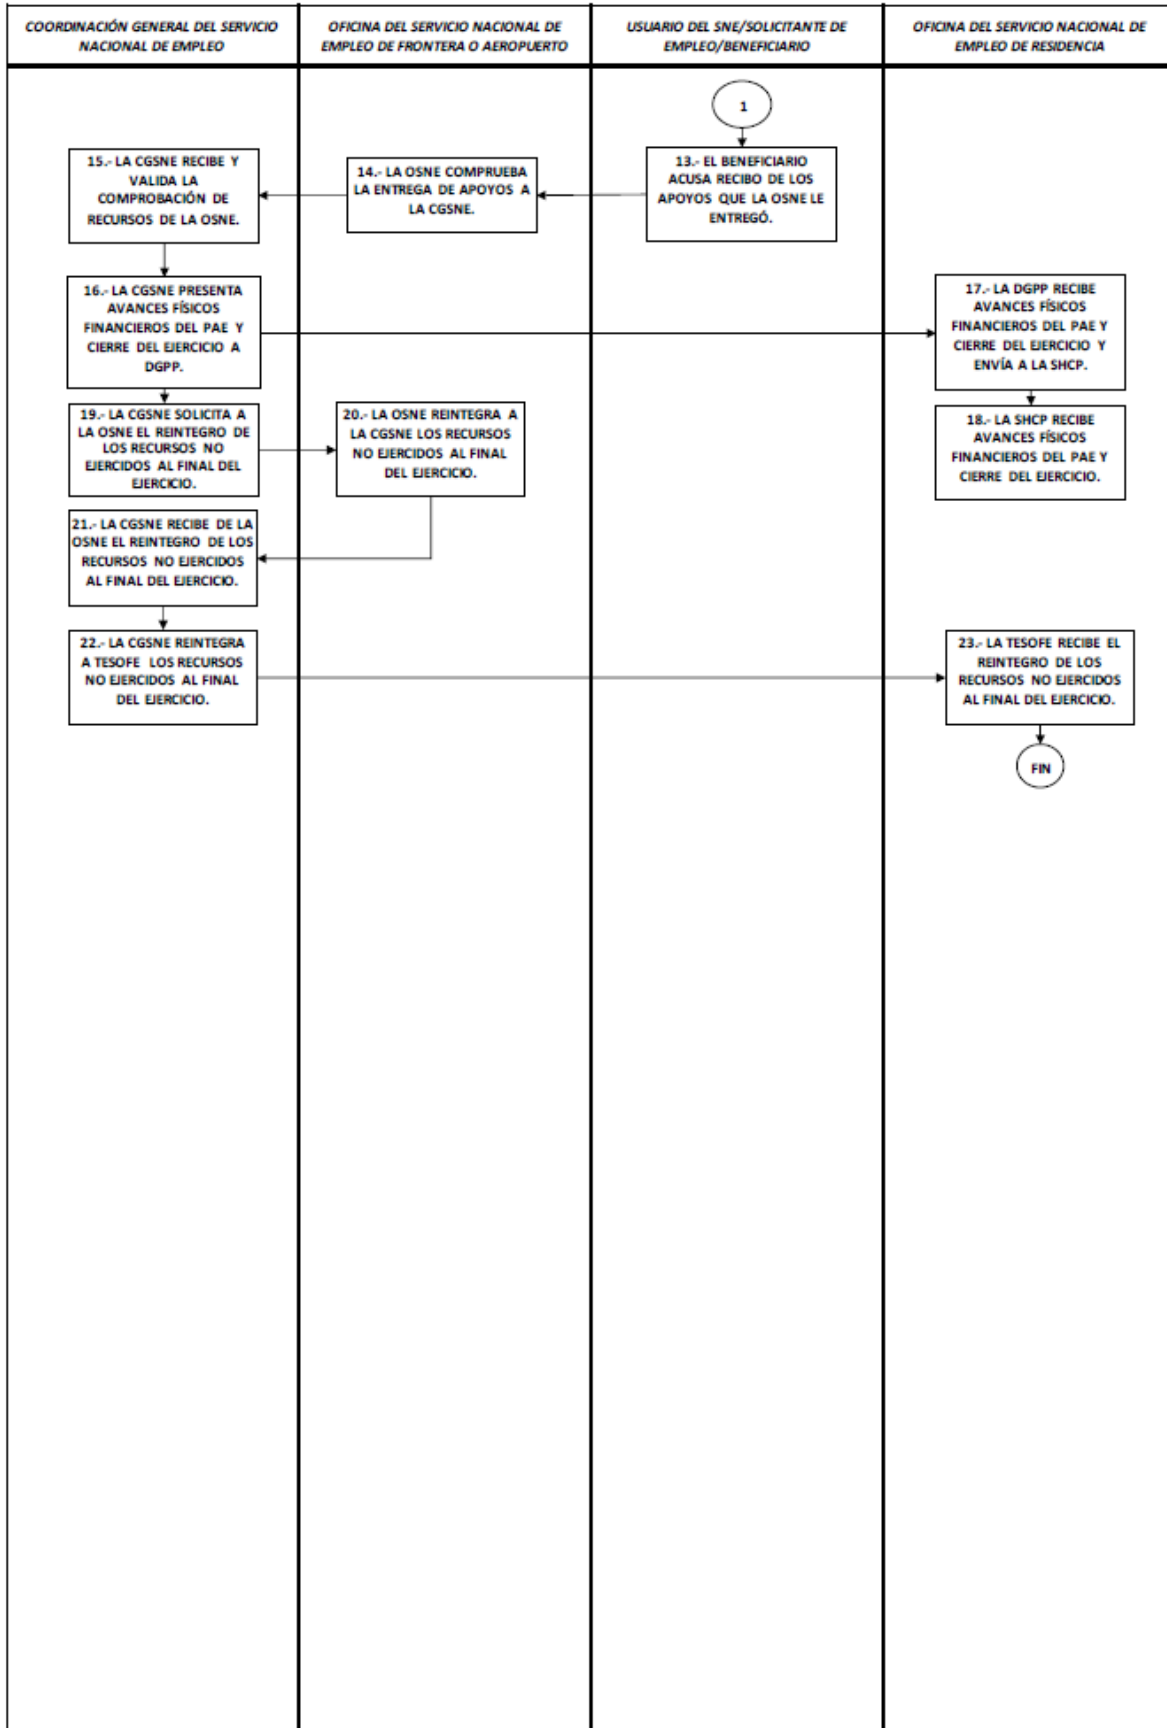 COORDINACIÓN GENERAL DEL SERVICIO
NACIONAL DE EMPLEO
OFICINA DEL SERVICIO NACIONAL DE
EMPLEO DE FRONTERA O AEROPUERTO
USUARIO DEL SNE/SOLICITANTE DE
EMPLEO/BENEFICIARIO
OFICINA DEL SERVICIO NACIONAL DE
EMPLEO DE RESIDENCIA
1
13.- EL BENEFICIARIO
ACUSA RECIBO DE LOS
APOYOS QUE LA OSNE LE
ENTREGÓ.
14.- LA OSNE COMPRUEBA
LA ENTREGA DE APOYOS A
LA CGSNE.
15.- LA CGSNE RECIBE Y
VALIDA LA
COMPROBACIÓN DE
RECURSOS DE LA OSNE.
16.- LA CGSNE PRESENTA
AVANCES FÍSICOS
FINANCIEROS DEL PAE Y
CIERRE DEL EJERCICIO A
DGPP.
17.- LA DGPP RECIBE
AVANCES FÍSICOS
FINANCIEROS DEL PAE Y
CIERRE DEL EJERCICIO Y
ENVÍA A LA SHCP.
18.- LA SHCP RECIBE
AVANCES FÍSICOS
FINANCIEROS DEL PAE Y
CIERRE DEL EJERCICIO.
19.- LA CGSNE SOLICITA A
LA OSNE EL REINTEGRO DE
LOS RECURSOS NO
EJERCIDOS AL FINAL DEL
EJERCICIO.
20.- LA OSNE REINTEGRA A
LA CGSNE LOS RECURSOS
NO EJERCIDOS AL FINAL
DEL EJERCICIO.
21.- LA CGSNE RECIBE DE LA
OSNE EL REINTEGRO DE LOS
RECURSOS NO EJERCIDOS
AL FINAL DEL EJERCICIO.
22.- LA CGSNE REINTEGRA
A TESOFE LOS RECURSOS
NO EJERCIDOS AL FINAL
DEL EJERCICIO.
23.- LA TESOFE RECIBE EL
REINTEGRO DE LOS
RECURSOS NO EJERCIDOS
AL FINAL DEL EJERCICIO.
FIN